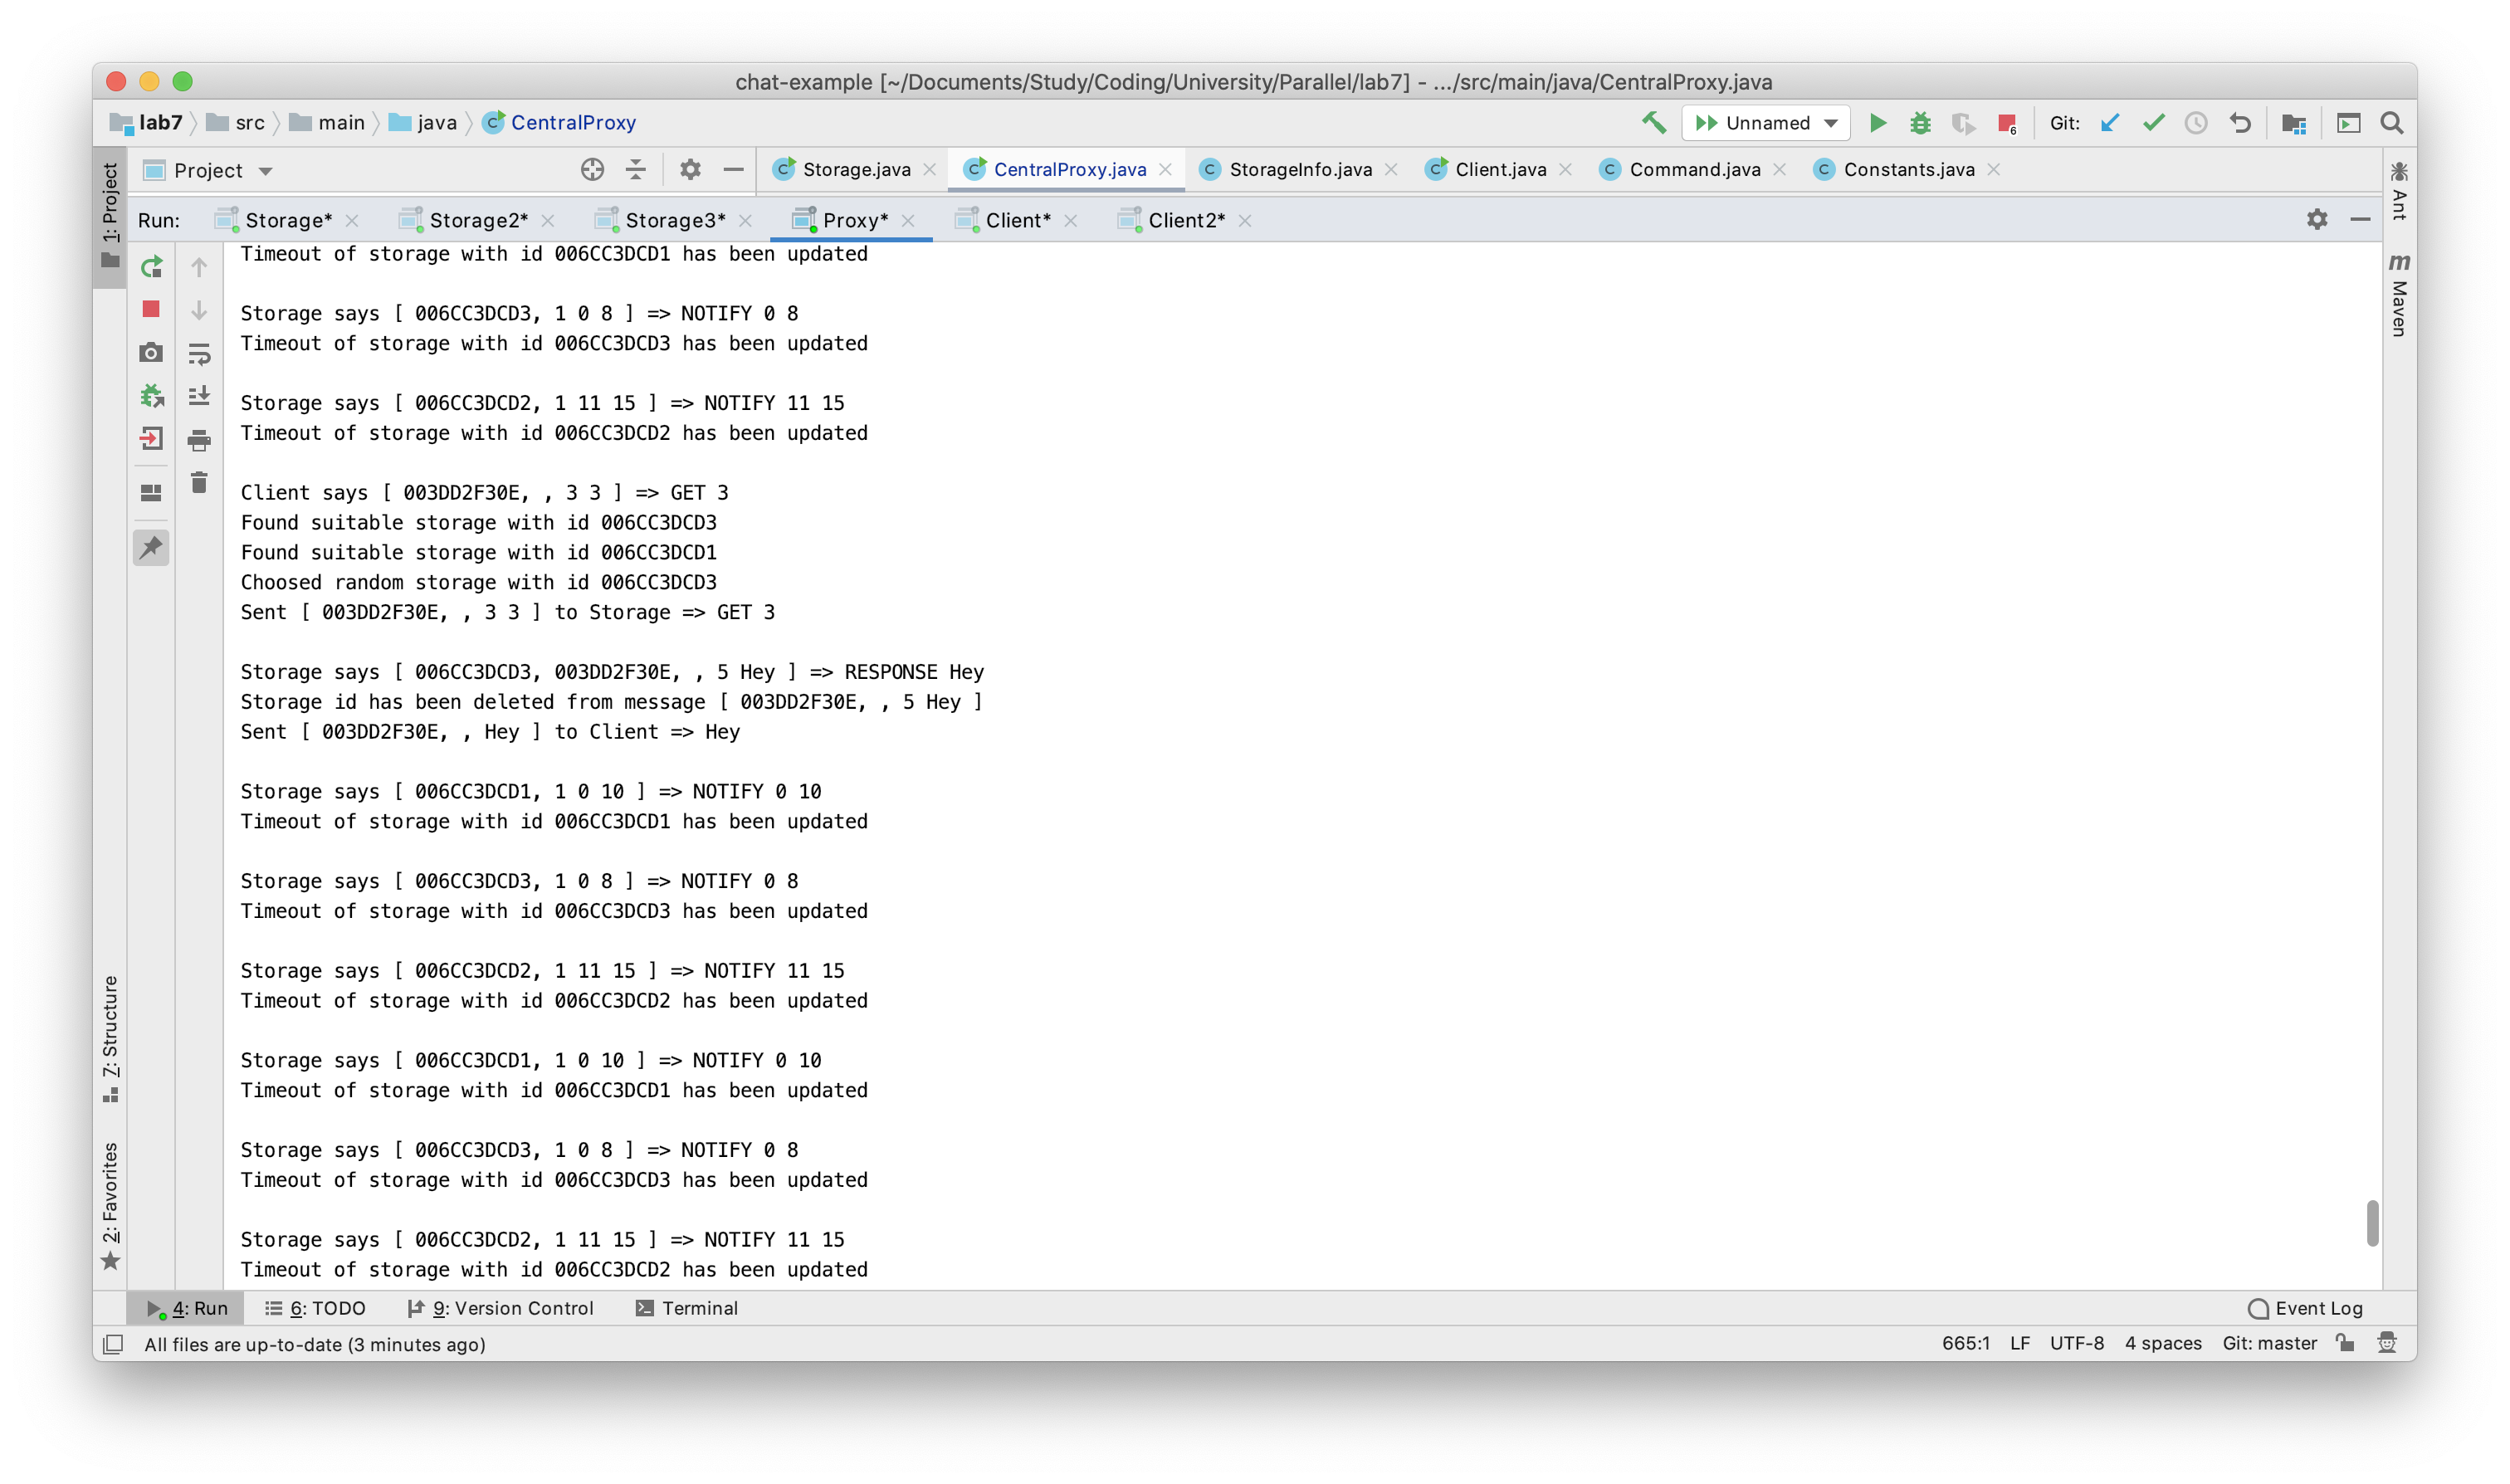 chat-example [~/Documents/Study/Coding/University/Parallel/lab7] - .../src/main/java/CentralProxy.java
lab7 src main java CentralProxy
Unnamed
6
Git:
1: Project
Project
Storage.java
CentralProxy.java
StorageInfo.java
Client.java
Command.java
Constants.java
Ant
Maven
Run: Storage* Storage2* Storage3* Proxy* Client* Client2*
Timeout of storage with id 006CC3DCD1 has been updated
Storage says [ 006CC3DCD3, 1 0 8 ] => NOTIFY 0 8
Timeout of storage with id 006CC3DCD3 has been updated
Storage says [ 006CC3DCD2, 1 11 15 ] => NOTIFY 11 15
Timeout of storage with id 006CC3DCD2 has been updated
Client says [ 003DD2F30E, , 3 3 ] => GET 3
Found suitable storage with id 006CC3DCD3
Found suitable storage with id 006CC3DCD1
Choosed random storage with id 006CC3DCD3
Sent [ 003DD2F30E, , 3 3 ] to Storage => GET 3
Storage says [ 006CC3DCD3, 003DD2F30E, , 5 Hey ] => RESPONSE Hey
Storage id has been deleted from message [ 003DD2F30E, , 5 Hey ]
Sent [ 003DD2F30E, , Hey ] to Client => Hey
Storage says [ 006CC3DCD1, 1 0 10 ] => NOTIFY 0 10
Timeout of storage with id 006CC3DCD1 has been updated
Storage says [ 006CC3DCD3, 1 0 8 ] => NOTIFY 0 8
Timeout of storage with id 006CC3DCD3 has been updated
Storage says [ 006CC3DCD2, 1 11 15 ] => NOTIFY 11 15
Timeout of storage with id 006CC3DCD2 has been updated
Storage says [ 006CC3DCD1, 1 0 10 ] => NOTIFY 0 10
Timeout of storage with id 006CC3DCD1 has been updated
Storage says [ 006CC3DCD3, 1 0 8 ] => NOTIFY 0 8
Timeout of storage with id 006CC3DCD3 has been updated
Storage says [ 006CC3DCD2, 1 11 15 ] => NOTIFY 11 15
Timeout of storage with id 006CC3DCD2 has been updated
7: Structure
2: Favorites
4: Run 6: TODO 9: Version Control Terminal Event Log
All files are up-to-date (3 minutes ago) 665:1 LF UTF-8 4 spaces Git: master